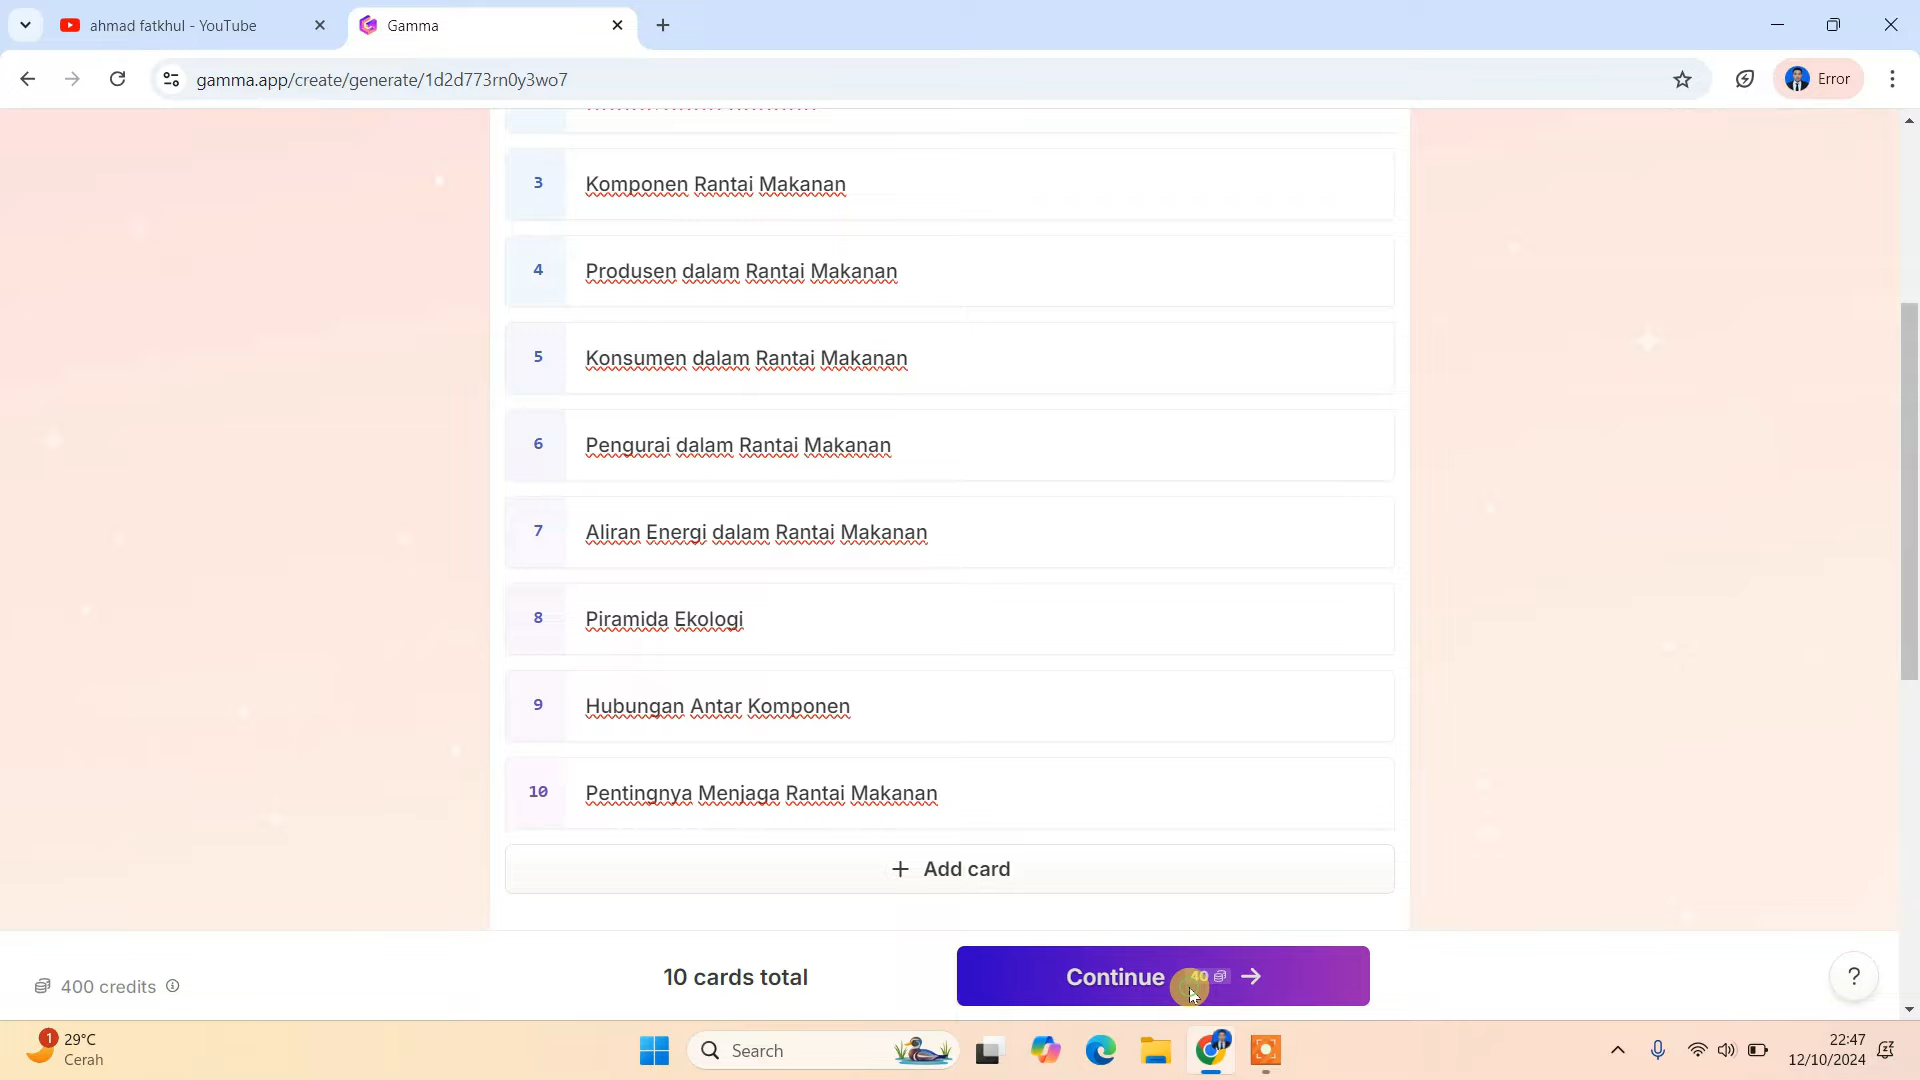 ahmad fatkhul - YouTube
Gamma
gamma.app/create/generate/1d2d773rn0y3wo7
Error
3
Komponen Rantai Makanan
4
Produsen dalam Rantai Makanan
5
Konsumen dalam Rantai Makanan
6
Pengurai dalam Rantai Makanan
7
Aliran Energi dalam Rantai Makanan
8
Piramida Ekologi
9
Hubungan Antar Komponen
10
Pentingnya Menjaga Rantai Makanan
+ Add card
400 credits
10 cards total
Continue 40
?
1
29°C
Cerah
Search
22:47
12/10/2024